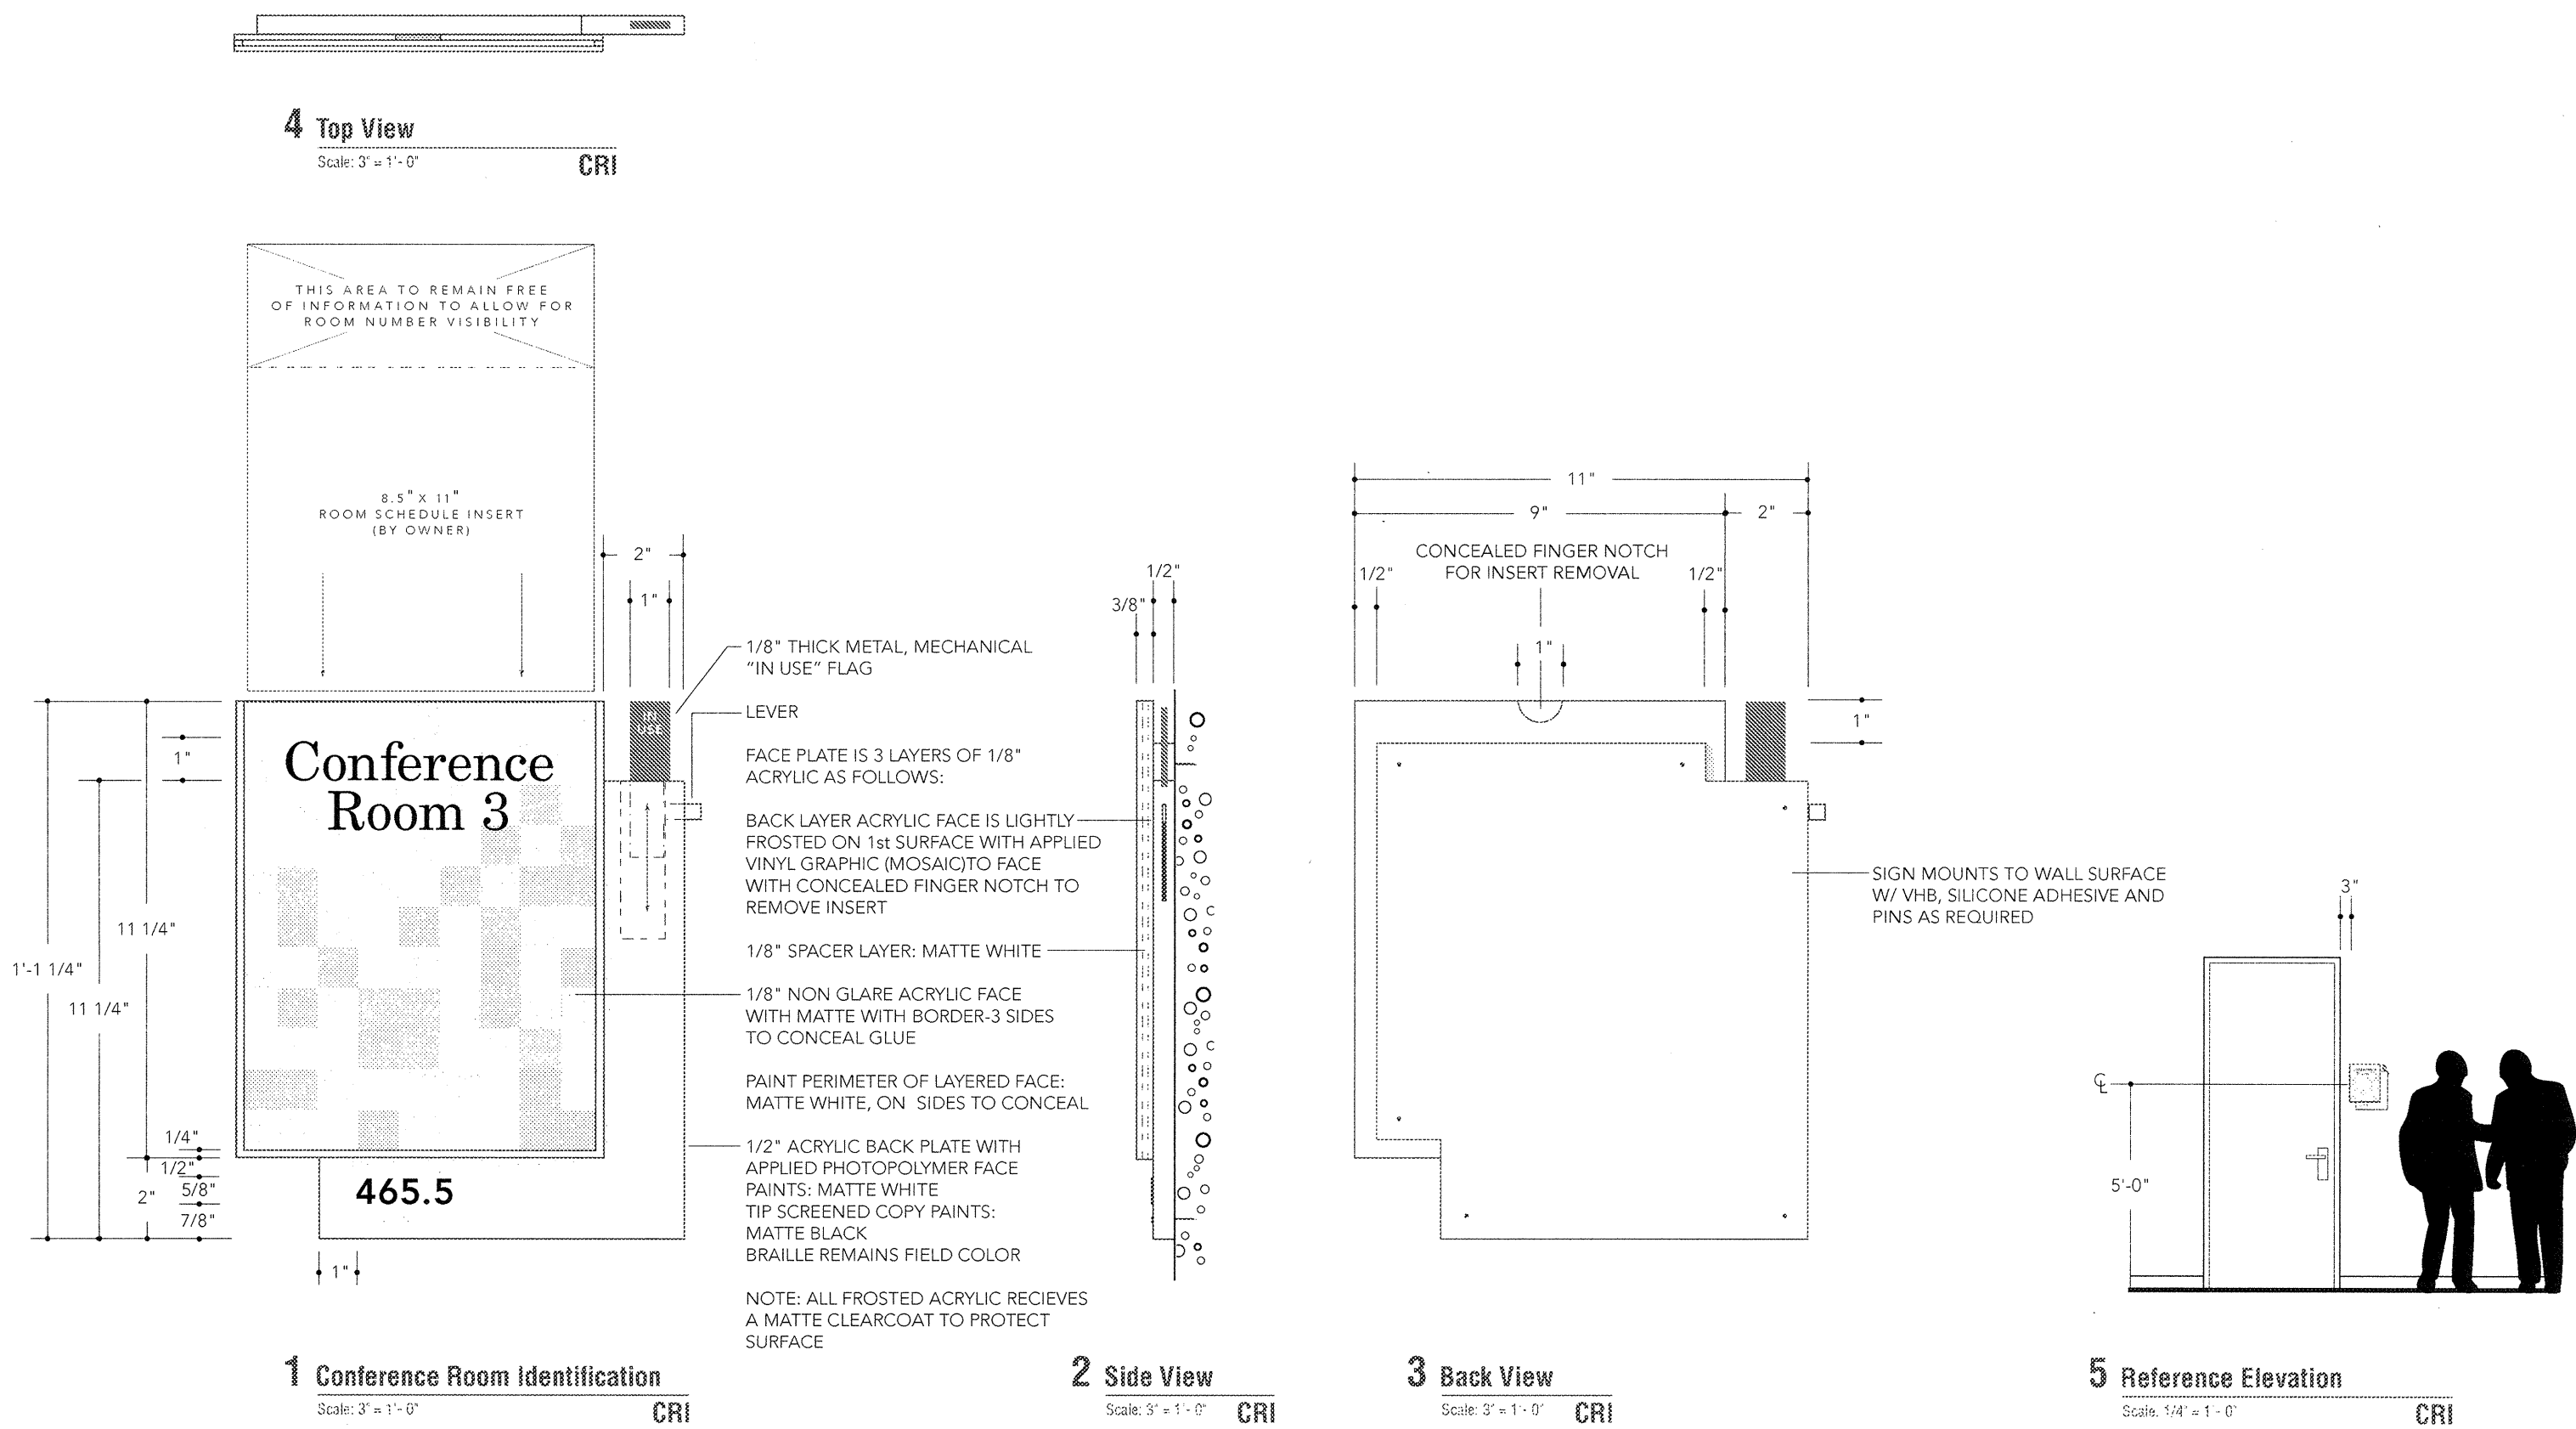 4 Top View
Scale: 3" = 1'- 0"
CRI
THIS AREA TO REMAIN FREE
OF INFORMATION TO ALLOW FOR
ROOM NUMBER VISIBILITY
8.5" X 11"
ROOM SCHEDULE INSERT
(BY OWNER)
2"
1"
IN
USE
1"
11 1/4"
1'-1 1/4"
11 1/4"
1/4"
1/2"
5/8"
2"
7/8"
1"
Conference
Room 3
465.5
1/8" THICK METAL, MECHANICAL
“IN USE” FLAG
LEVER
FACE PLATE IS 3 LAYERS OF 1/8"
ACRYLIC AS FOLLOWS:
BACK LAYER ACRYLIC FACE IS LIGHTLY
FROSTED ON 1st SURFACE WITH APPLIED
VINYL GRAPHIC (MOSAIC)TO FACE
WITH CONCEALED FINGER NOTCH TO
REMOVE INSERT
1/8" SPACER LAYER: MATTE WHITE
1/8" NON GLARE ACRYLIC FACE
WITH MATTE WITH BORDER-3 SIDES
TO CONCEAL GLUE
PAINT PERIMETER OF LAYERED FACE:
MATTE WHITE, ON SIDES TO CONCEAL
1/2" ACRYLIC BACK PLATE WITH
APPLIED PHOTOPOLYMER FACE
PAINTS: MATTE WHITE
TIP SCREENED COPY PAINTS:
MATTE BLACK
BRAILLE REMAINS FIELD COLOR
NOTE: ALL FROSTED ACRYLIC RECIEVES
A MATTE CLEARCOAT TO PROTECT
SURFACE
1 Conference Room Identification
Scale: 3" = 1'- 0"
CRI
1/2"
3/8"
2 Side View
Scale: 3" = 1'- 0"
CRI
11"
9"
2"
CONCEALED FINGER NOTCH
FOR INSERT REMOVAL
1/2"
1/2"
1"
1"
SIGN MOUNTS TO WALL SURFACE
W/ VHB, SILICONE ADHESIVE AND
PINS AS REQUIRED
3 Back View
Scale: 3" = 1'- 0"
CRI
3"
℄
5'-0"
5 Reference Elevation
Scale. 1/4" = 1'- 0"
CRI